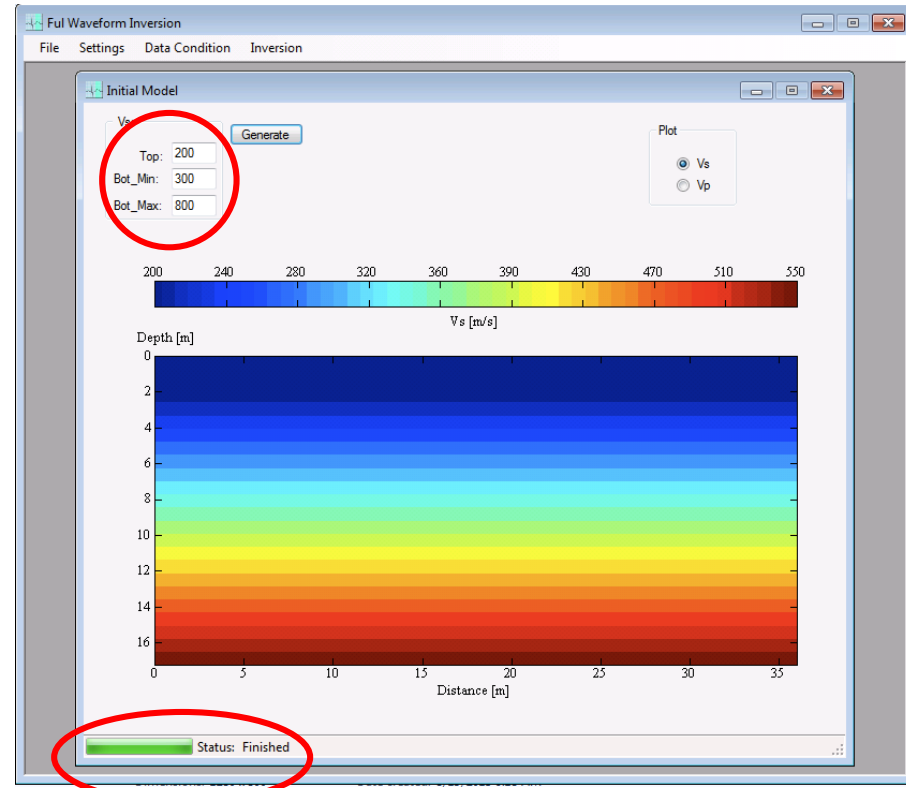 Ful Waveform Inversion
File Settings Data Condition Inversion
Initial Model
Generate
Plot
Top: 200
Vs
Bot_Min: 300
Vp
Bot_Max: 800
200 240 280 320 360 390 430 470 510 550
Vs [m/s]
Depth [m]
0
2
4
6
8
10
12
14
16
0 5 10 15 20 25 30 35
Distance [m]
Status: Finished